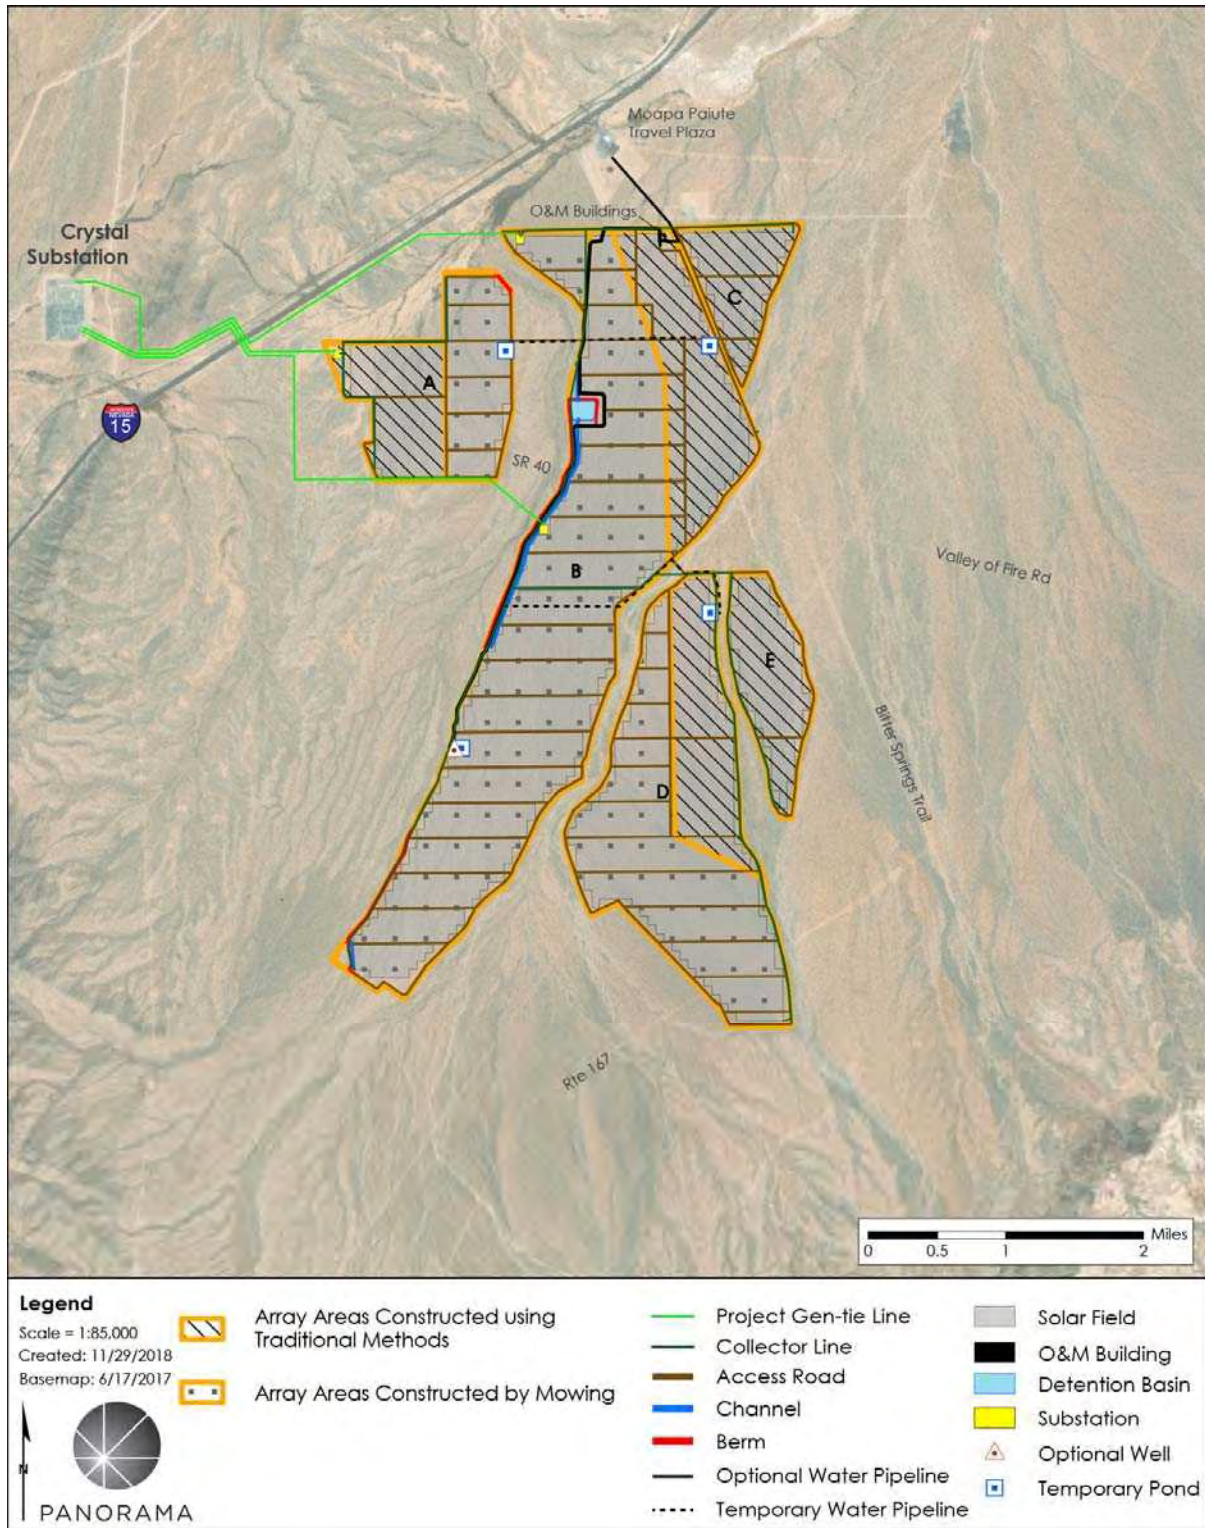 Moapa Paiute
Travel Plaza
O&M Buildings
Crystal
Substation
C
A
NEVADA
15
SR 40
B
Valley of Fire Rd
E
Bitter Springs Trail
D
Rte 167
Miles
0 0.5 1 2
Legend
Scale = 1:85,000
Created: 11/29/2018
Basemap: 6/17/2017
N
PANORAMA
Array Areas Constructed using
Traditional Methods
Array Areas Constructed by Mowing
Project Gen-tie Line
Collector Line
Access Road
Channel
Berm
Optional Water Pipeline
Temporary Water Pipeline
Solar Field
O&M Building
Detention Basin
Substation
Optional Well
Temporary Pond